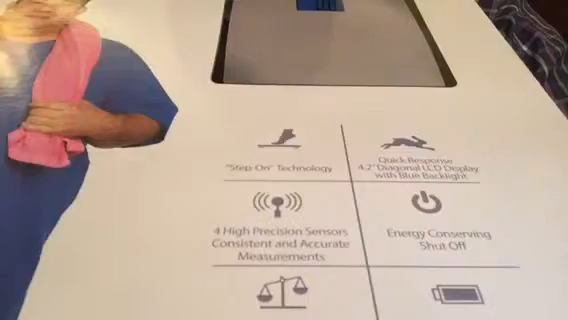 "Step-On" Technology
Quick Response
4.2" Diagonal LCD Display
with Blue Backlight
4 High Precision Sensors
Consistent and Accurate
Measurements
Energy Conserving
Shut Off